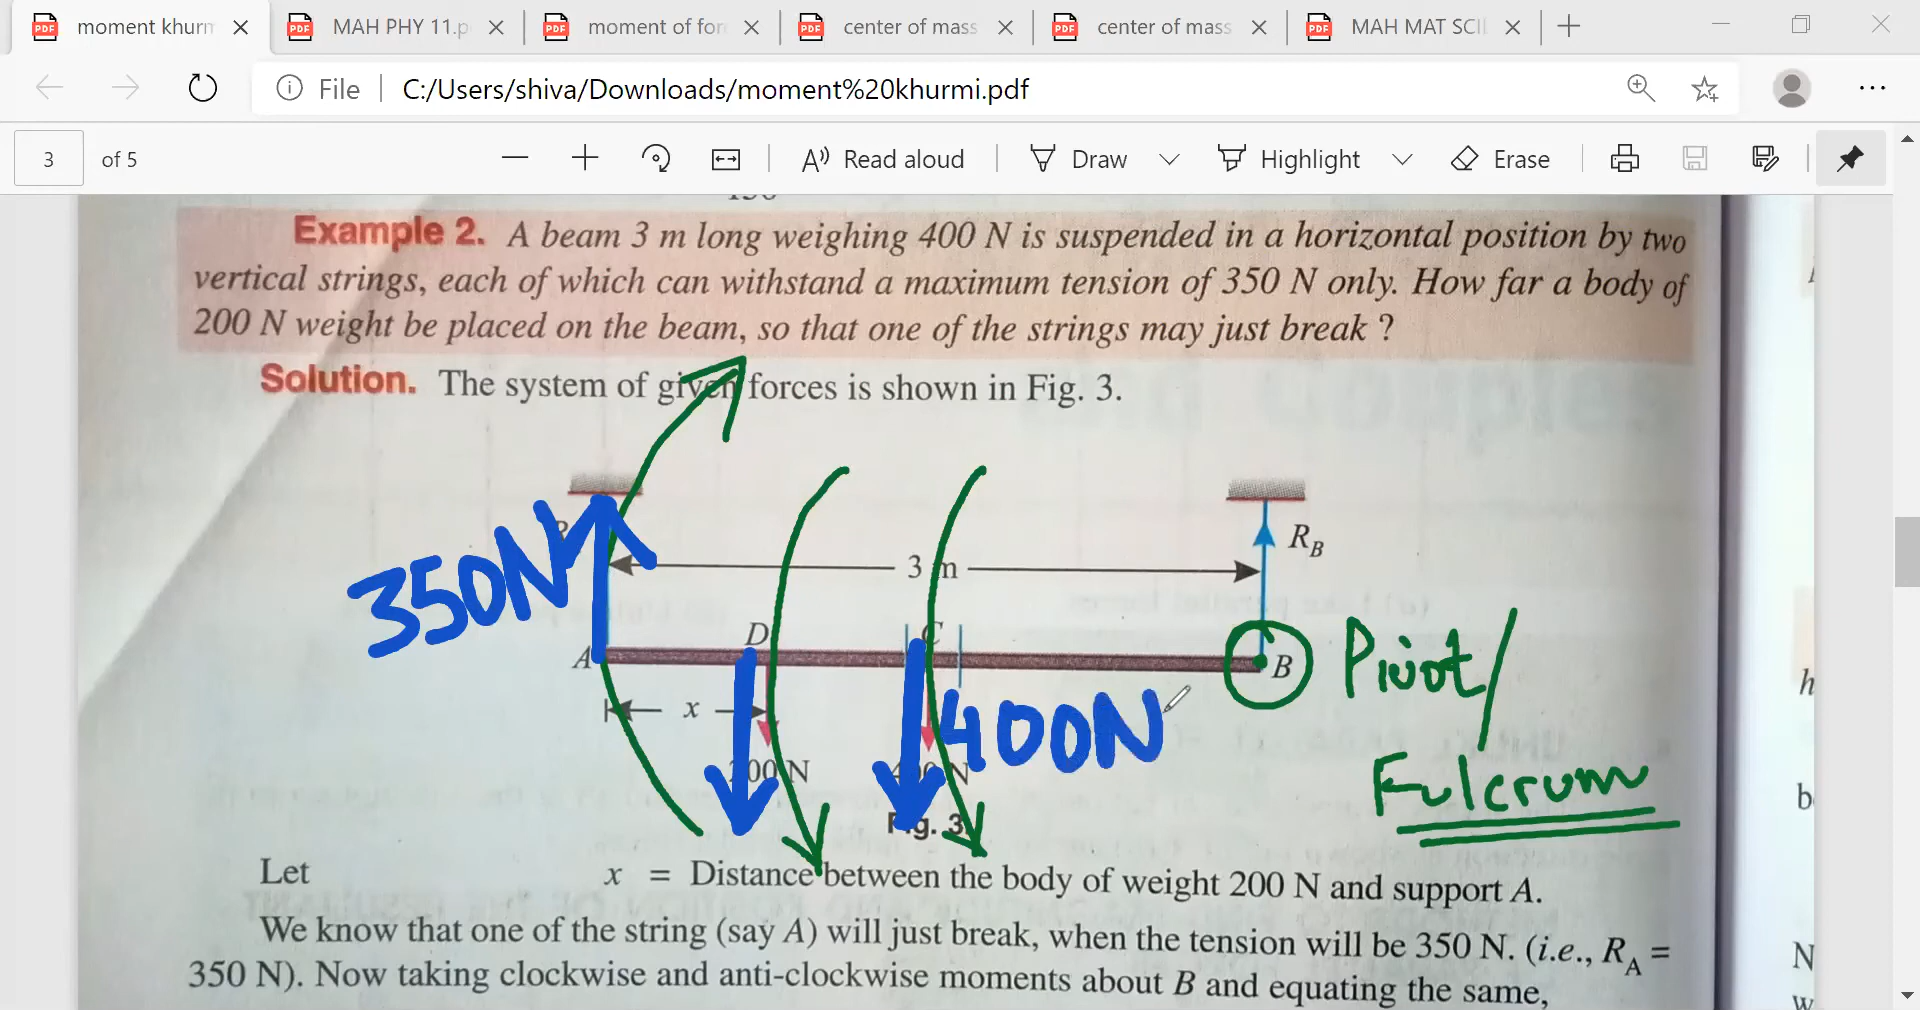 moment khurm
MAH PHY 11.p
moment of for
center of mass
center of mass
MAH MAT SCI
File
C:/Users/shiva/Downloads/moment%20khurmi.pdf
3 of 5
Read aloud
Draw
Highlight
Erase
Example 2. A beam 3 m long weighing 400 N is suspended in a horizontal position by two
vertical strings, each of which can withstand a maximum tension of 350 N only. How far a body of
200 N weight be placed on the beam, so that one of the strings may just break ?
Solution. The system of given forces is shown in Fig. 3.
350N
3 m
R_B
A
D
C
B
Pivot/
x
400N
00 N
Fulcrum
Fig. 3.
Let x = Distance between the body of weight 200 N and support A.
We know that one of the string (say A) will just break, when the tension will be 350 N. (i.e., R_A =
350 N). Now taking clockwise and anti-clockwise moments about B and equating the same,
h
b
N
w